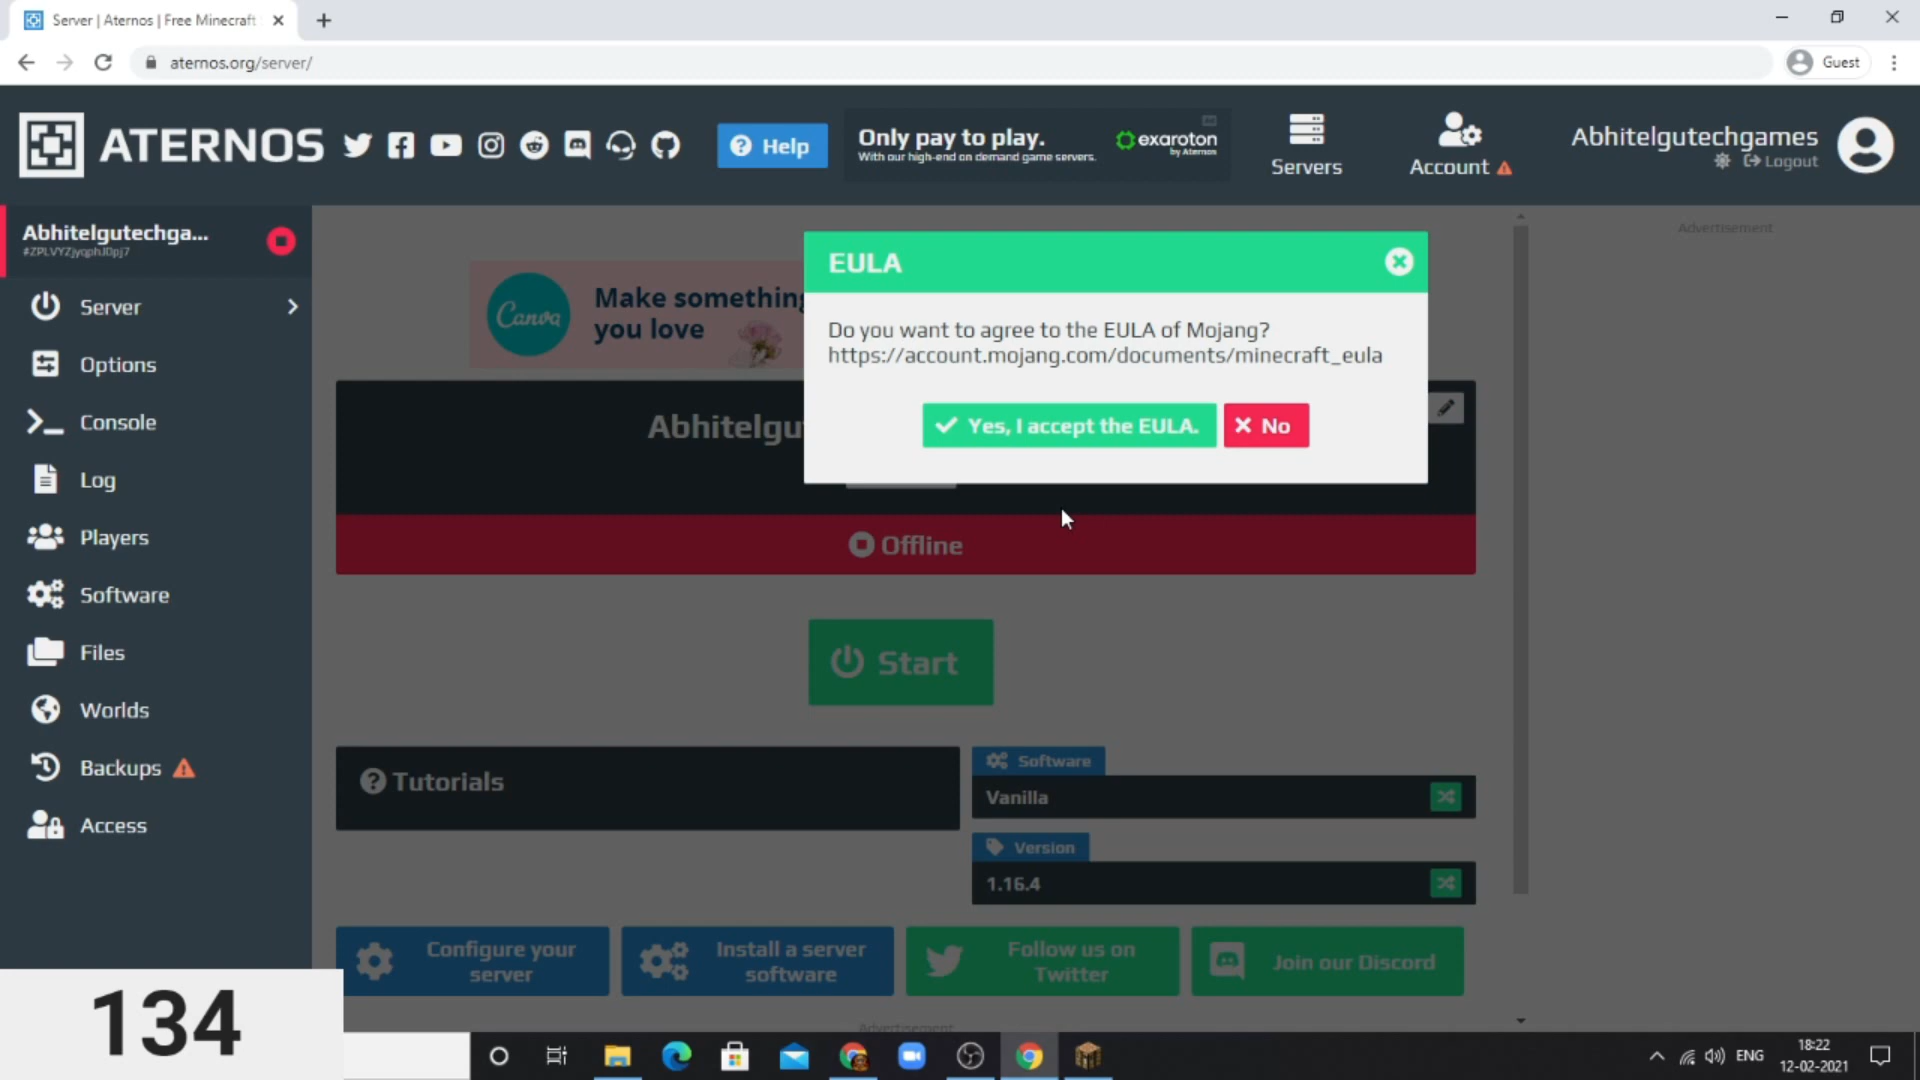 Server | Aternos | Free Minecraft
aternos.org/server/
Guest
ATERNOS
Help
Only pay to play.
With our high-end on demand game servers.
exaroton
by Aternos
Servers
Account
Abhitelgutechgames
Logout
Abhitelgutechga...
Server
Options
Console
Log
Players
Software
Files
Worlds
Backups
Access
Advertisement
Canva
Make something
you love
EULA
Do you want to agree to the EULA of Mojang?
https://account.mojang.com/documents/minecraft_eula
Yes, I accept the EULA.
No
Abhitelgu
Offline
Start
Tutorials
Software
Vanilla
Version
1.16.4
Configure your
server
Install a server
software
Follow us on
Twitter
Join our Discord
Advertisement
134
ENG
18:22
12-02-2021